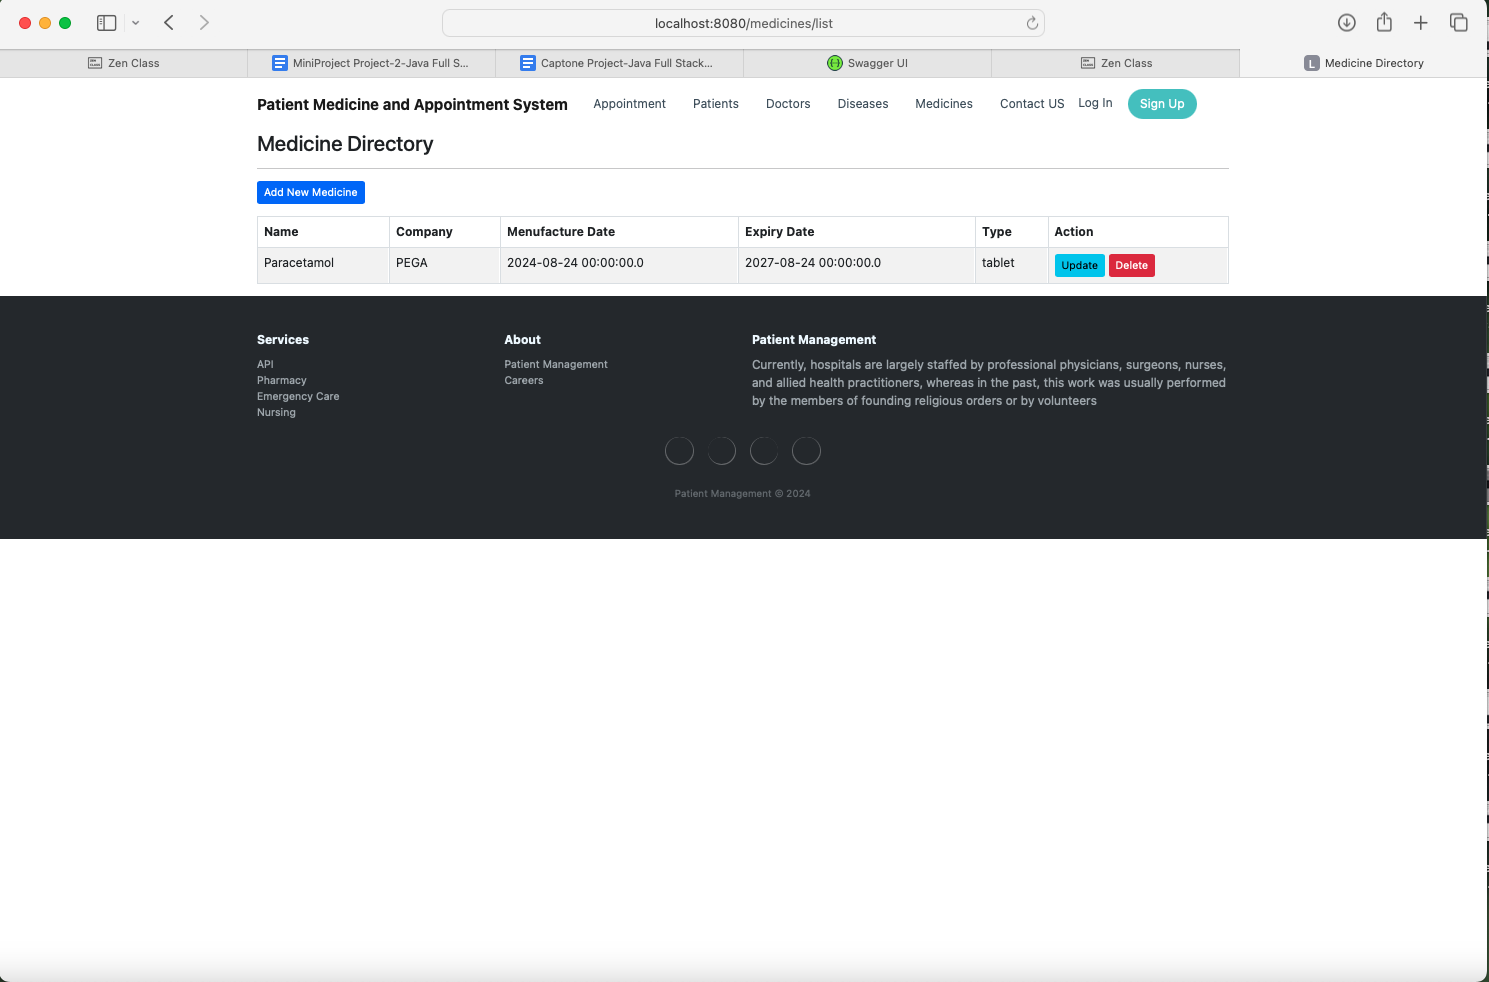 localhost:8080/medicines/list
Zen Class
MiniProject Project-2-Java Full S...
Captone Project-Java Full Stack...
Swagger UI
Zen Class
L Medicine Directory
Patient Medicine and Appointment System Appointment Patients Doctors Diseases Medicines Contact US Log In Sign Up
Medicine Directory
Add New Medicine
Name Company Menufacture Date Expiry Date Type Action
Paracetamol PEGA 2024-08-24 00:00:00.0 2027-08-24 00:00:00.0 tablet Update Delete
Services
API
Pharmacy
Emergency Care
Nursing
About
Patient Management
Careers
Patient Management
Currently, hospitals are largely staffed by professional physicians, surgeons, nurses,
and allied health practitioners, whereas in the past, this work was usually performed
by the members of founding religious orders or by volunteers
Patient Management © 2024